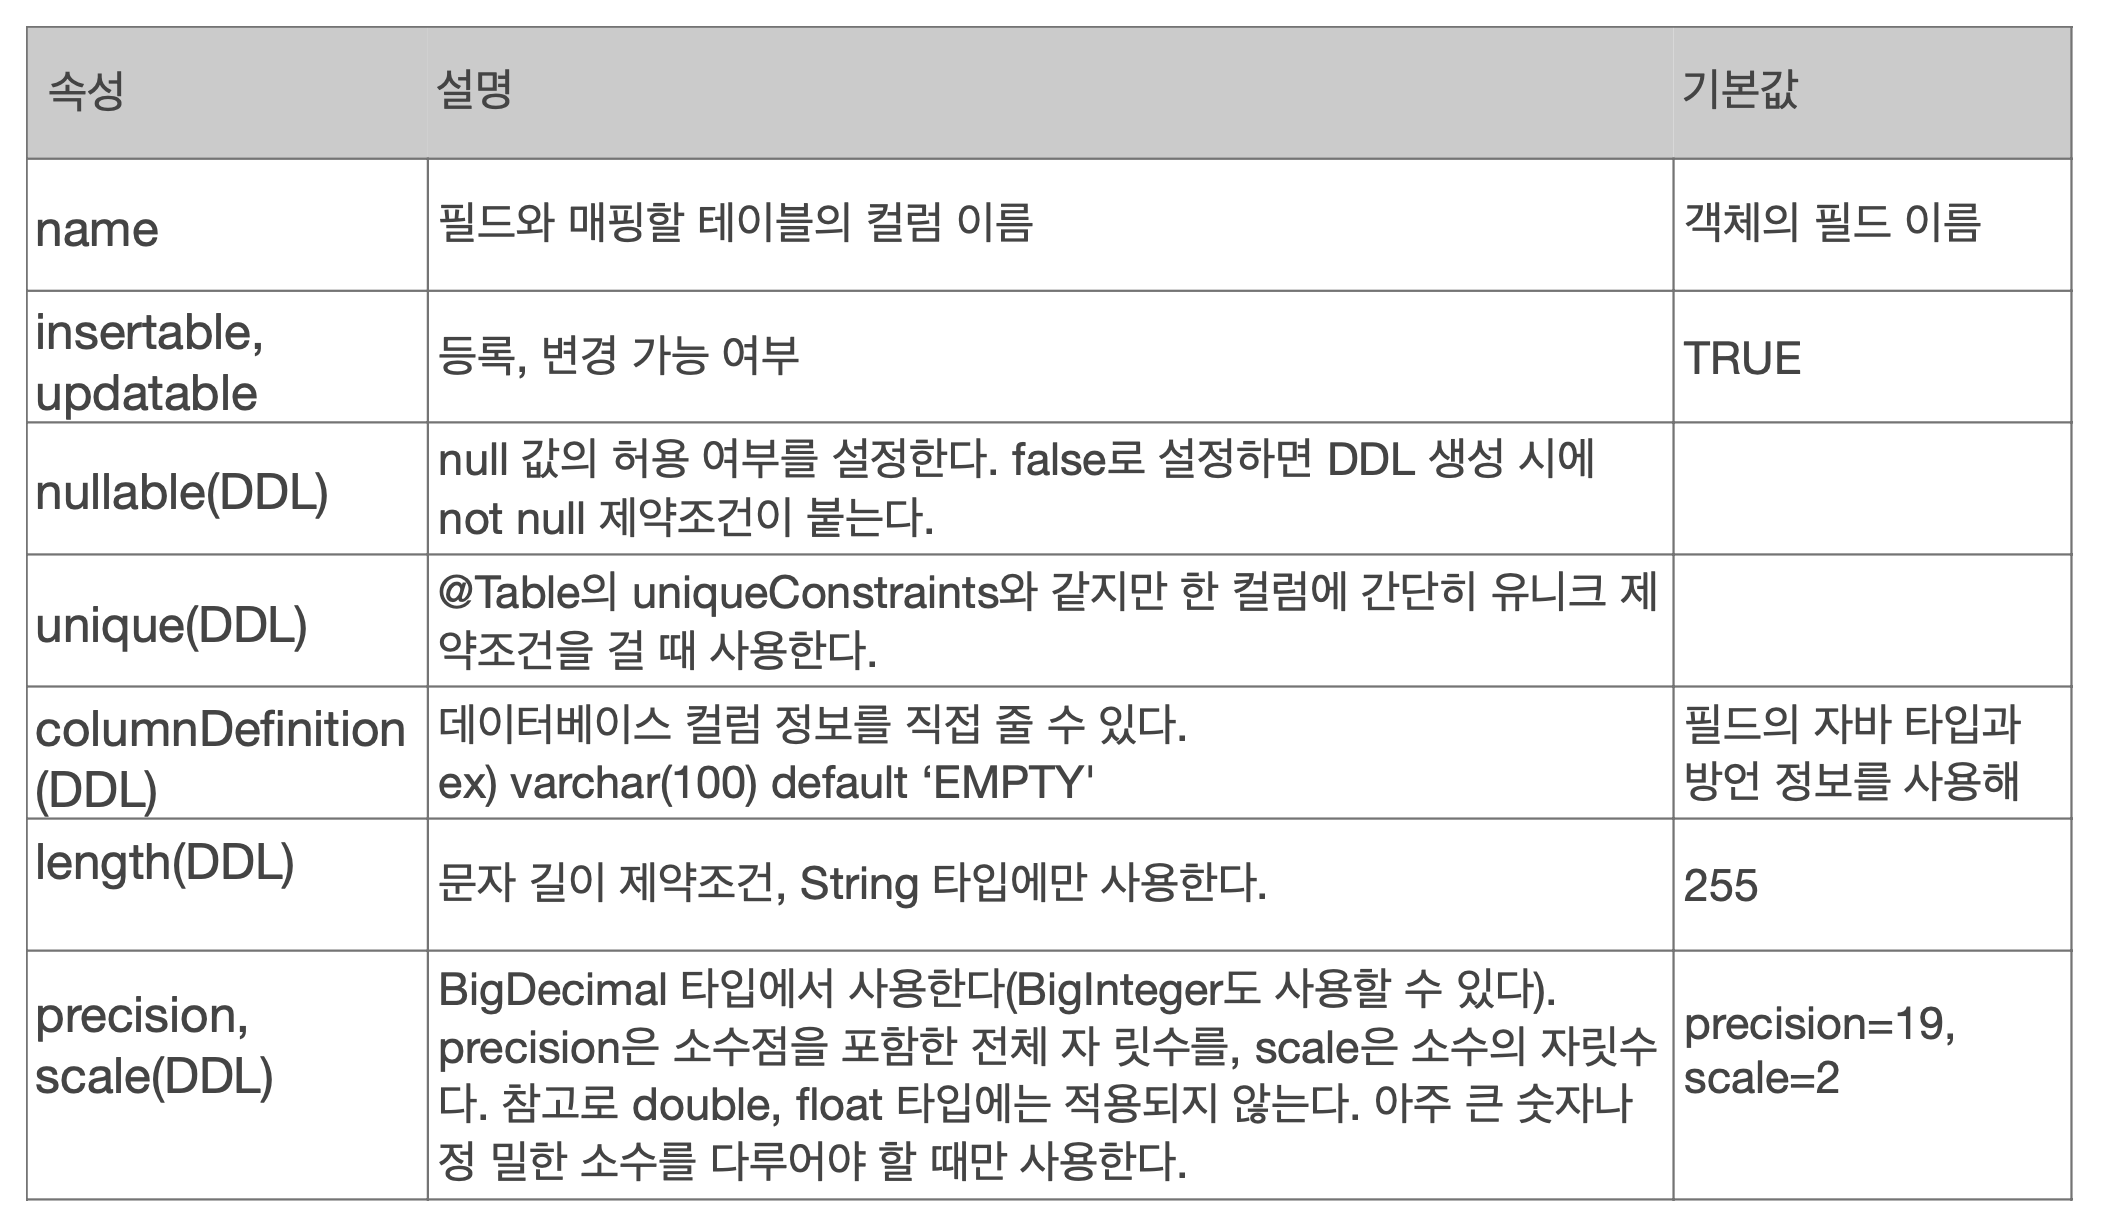 속성 설명 기본값
name 필드와 매핑할 테이블의 컬럼 이름 객체의 필드 이름
insertable,
updatable
등록, 변경 가능 여부
TRUE
nullable(DDL)
null 값의 허용 여부를 설정한다. false로 설정하면 DDL 생성 시에
not null 제약조건이 붙는다.
unique(DDL)
@Table의 uniqueConstraints와 같지만 한 컬럼에 간단히 유니크 제
약조건을 걸 때 사용한다.
columnDefinition
(DDL)
데이터베이스 컬럼 정보를 직접 줄 수 있다.
ex) varchar(100) default ‘EMPTY'
필드의 자바 타입과
방언 정보를 사용해
length(DDL)
문자 길이 제약조건, String 타입에만 사용한다.
255
precision,
scale(DDL)
BigDecimal 타입에서 사용한다(BigInteger도 사용할 수 있다).
precision은 소수점을 포함한 전체 자 릿수를, scale은 소수의 자릿수
다. 참고로 double, float 타입에는 적용되지 않는다. 아주 큰 숫자나
정 밀한 소수를 다루어야 할 때만 사용한다.
precision=19,
scale=2